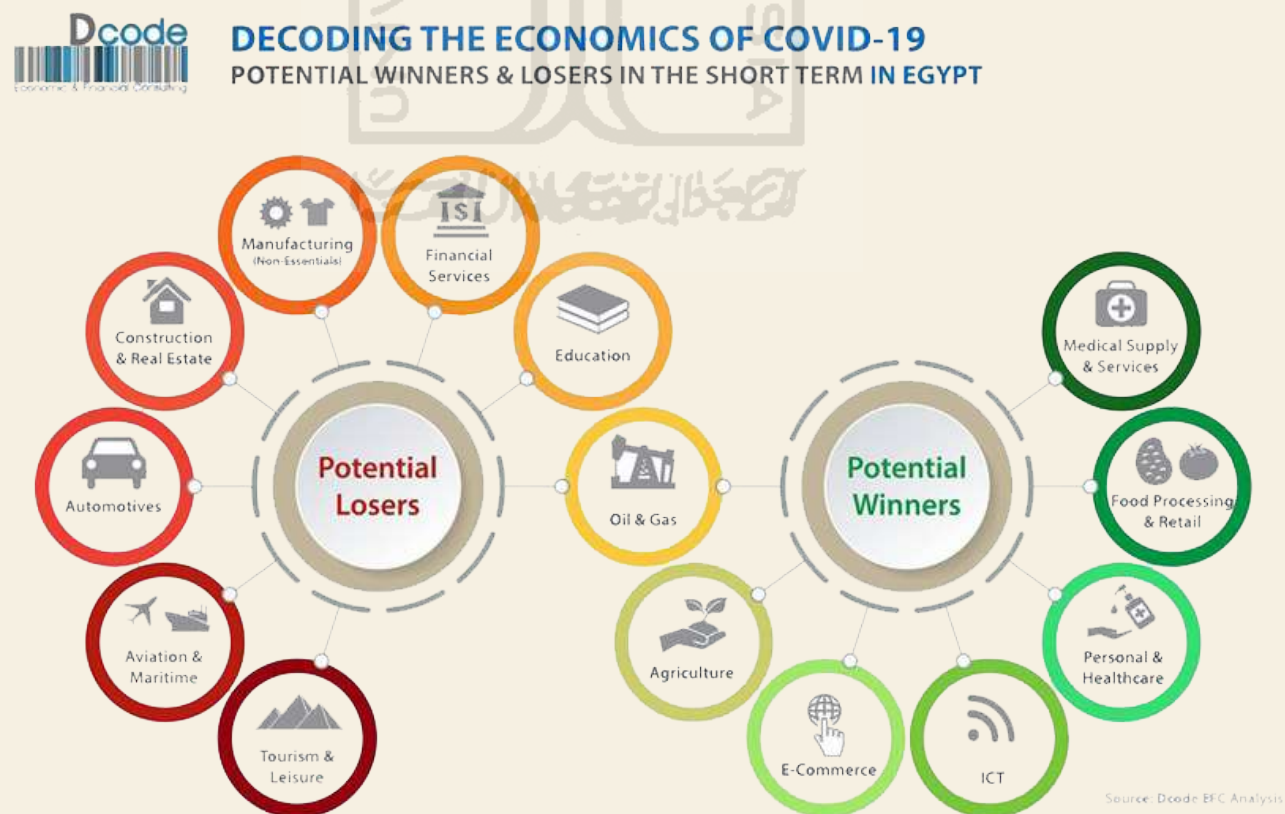 Dcode
Economic & Financial Consulting
DECODING THE ECONOMICS OF COVID-19
POTENTIAL WINNERS & LOSERS IN THE SHORT TERM IN EGYPT
Manufacturing
(Non-Essentials)
Financial
Services
Construction
& Real Estate
Education
Automotives
Potential
Losers
Oil & Gas
Aviation &
Maritime
Tourism &
Leisure
Potential
Winners
Medical Supply
& Services
Food Processing
& Retail
Personal &
Healthcare
Agriculture
E-Commerce
ICT
Source: Dcode EFC Analysis